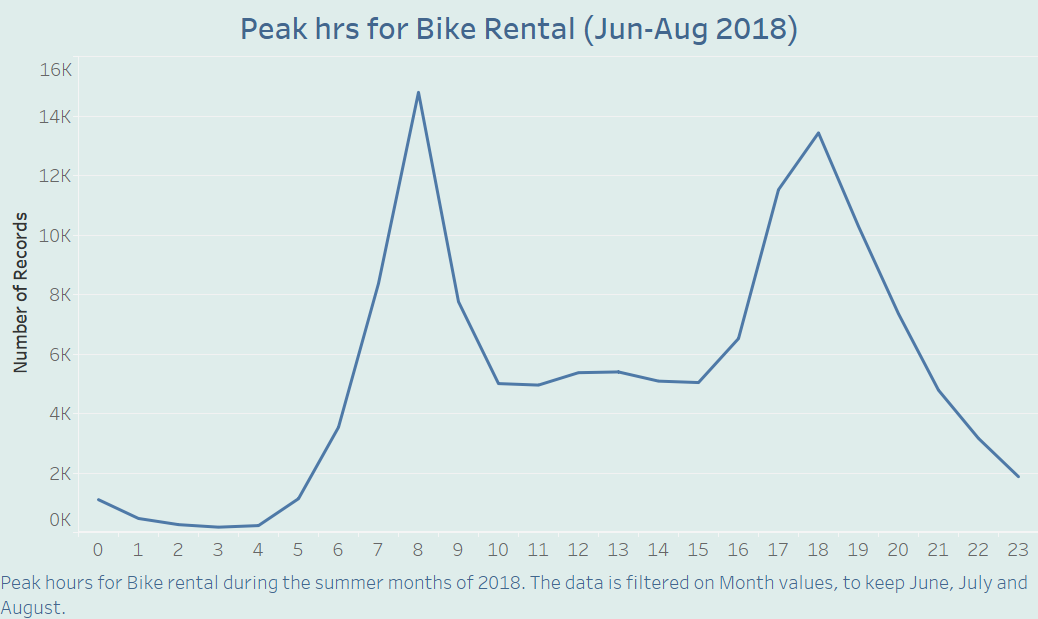 Peak hrs for Bike Rental (Jun-Aug 2018)
16K
14K
12K
10K
8K
6K
4K
2K
0K
Number of Records
0 1 2 3 4 5 6 7 8 9 10 11 12 13 14 15 16 17 18 19 20 21 22 23
Peak hours for Bike rental during the summer months of 2018. The data is filtered on Month values, to keep June, July and
August.